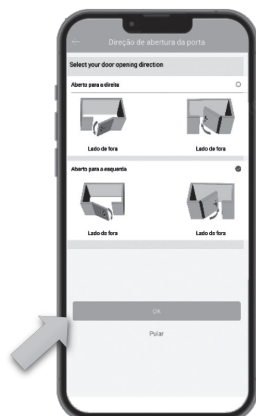 Direção de abertura da porta
Select your door opening direction
Aberto para a direita
Lado de fora Lado de fora
Aberto para a esquerda
Lado de fora Lado de fora
OK
Pular